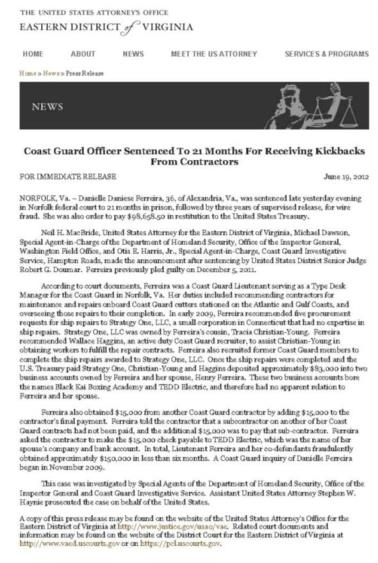 THE UNITED STATES ATTORNEY'S OFFICE
EASTERN DISTRICT of VIRGINIA
HOME ABOUT NEWS MEET THE US ATTORNEY SERVICES & PROGRAMS
Home » News » Press Release
NEWS
Coast Guard Officer Sentenced To 21 Months For Receiving Kickbacks
From Contractors
FOR IMMEDIATE RELEASE June 19, 2012
NORFOLK, Va. – Danielle Daniese Ferreira, 36, of Alexandria, Va., was sentenced late yesterday evening
in Norfolk federal court to 21 months in prison, followed by three years of supervised release, for wire
fraud. She was also order to pay $98,658.50 in restitution to the United States Treasury.
Neil H. MacBride, United States Attorney for the Eastern District of Virginia, Michael Dawson,
Special Agent-in-Charge of the Department of Homeland Security, Office of the Inspector General,
Washington Field Office, and Otis E. Harris, Jr., Special Agent-in-Charge, Coast Guard Investigative
Service, Hampton Roads, made the announcement after sentencing by United States District Senior Judge
Robert G. Doumar. Ferreira previously pled guilty on December 5, 2011.
According to court documents, Ferreira was a Coast Guard Lieutenant serving as a Type Desk
Manager for the Coast Guard in Norfolk, Va. Her duties included recommending contractors for
maintenance and repairs onboard Coast Guard cutters stationed on the Atlantic and Gulf Coasts, and
overseeing those repairs to their completion. In early 2009, Ferreira recommended five procurement
requests for ship repairs to Strategy One, LLC, a small corporation in Connecticut that had no expertise in
ship repairs. Strategy One, LLC was owned by Ferreira's cousin, Tracia Christian-Young. Ferreira
recommended Wallace Haggins, an active duty Coast Guard recruiter, to assist Christian-Young in
obtaining workers to fulfill the repair contracts. Ferreira also recruited former Coast Guard members to
complete the ship repairs awarded to Strategy One, LLC. Once the ship repairs were completed and the
U.S. Treasury paid Strategy One, Christian-Young and Haggins deposited approximately $83,000 into two
business accounts owned by Ferreira and her spouse, Henry Ferreira. These two business accounts bore
the names Black Kai Boxing Academy and TEDD Electric, and therefore had no apparent relation to
Ferreira and her spouse.
Ferreira also obtained $15,000 from another Coast Guard contractor by adding $15,000 to the
contractor's final payment. Ferreira told the contractor that a subcontractor on another of her Coast
Guard contracts had not been paid, and the additional $15,000 was to pay that sub-contractor. Ferreira
asked the contractor to make the $15,000 check payable to TEDD Electric, which was the name of her
spouse's company and bank account. In total, Lieutenant Ferreira and her co-defendants fraudulently
obtained approximately $150,000 in less than six months. A Coast Guard inquiry of Danielle Ferreira
began in November 2009.
This case was investigated by Special Agents of the Department of Homeland Security, Office of the
Inspector General and Coast Guard Investigative Service. Assistant United States Attorney Stephen W.
Haynie prosecuted the case on behalf of the United States.
A copy of this press release may be found on the website of the United States Attorney's Office for the
Eastern District of Virginia at http://www.justice.gov/usao/vae. Related court documents and
information may be found on the website of the District Court for the Eastern District of Virginia at
http://www.vaed.uscourts.gov or on https://pcl.uscourts.gov.